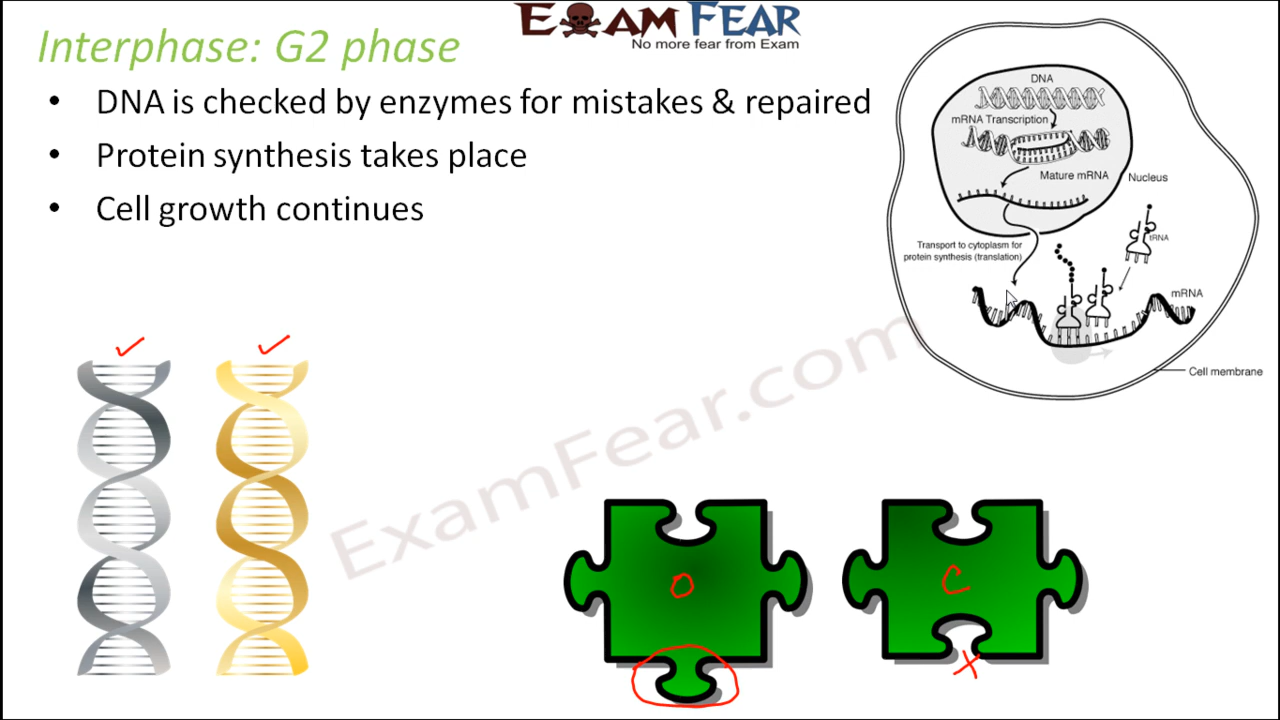 Interphase: G2 phase
EXAM FEAR
No more fear from Exam
• DNA is checked by enzymes for mistakes & repaired
• Protein synthesis takes place
• Cell growth continues
DNA
mRNA Transcription
Mature mRNA
Nucleus
Transport to cytoplasm for
protein synthesis (translation)
tRNA
mRNA
Cell membrane
ExamFear.com
O
C